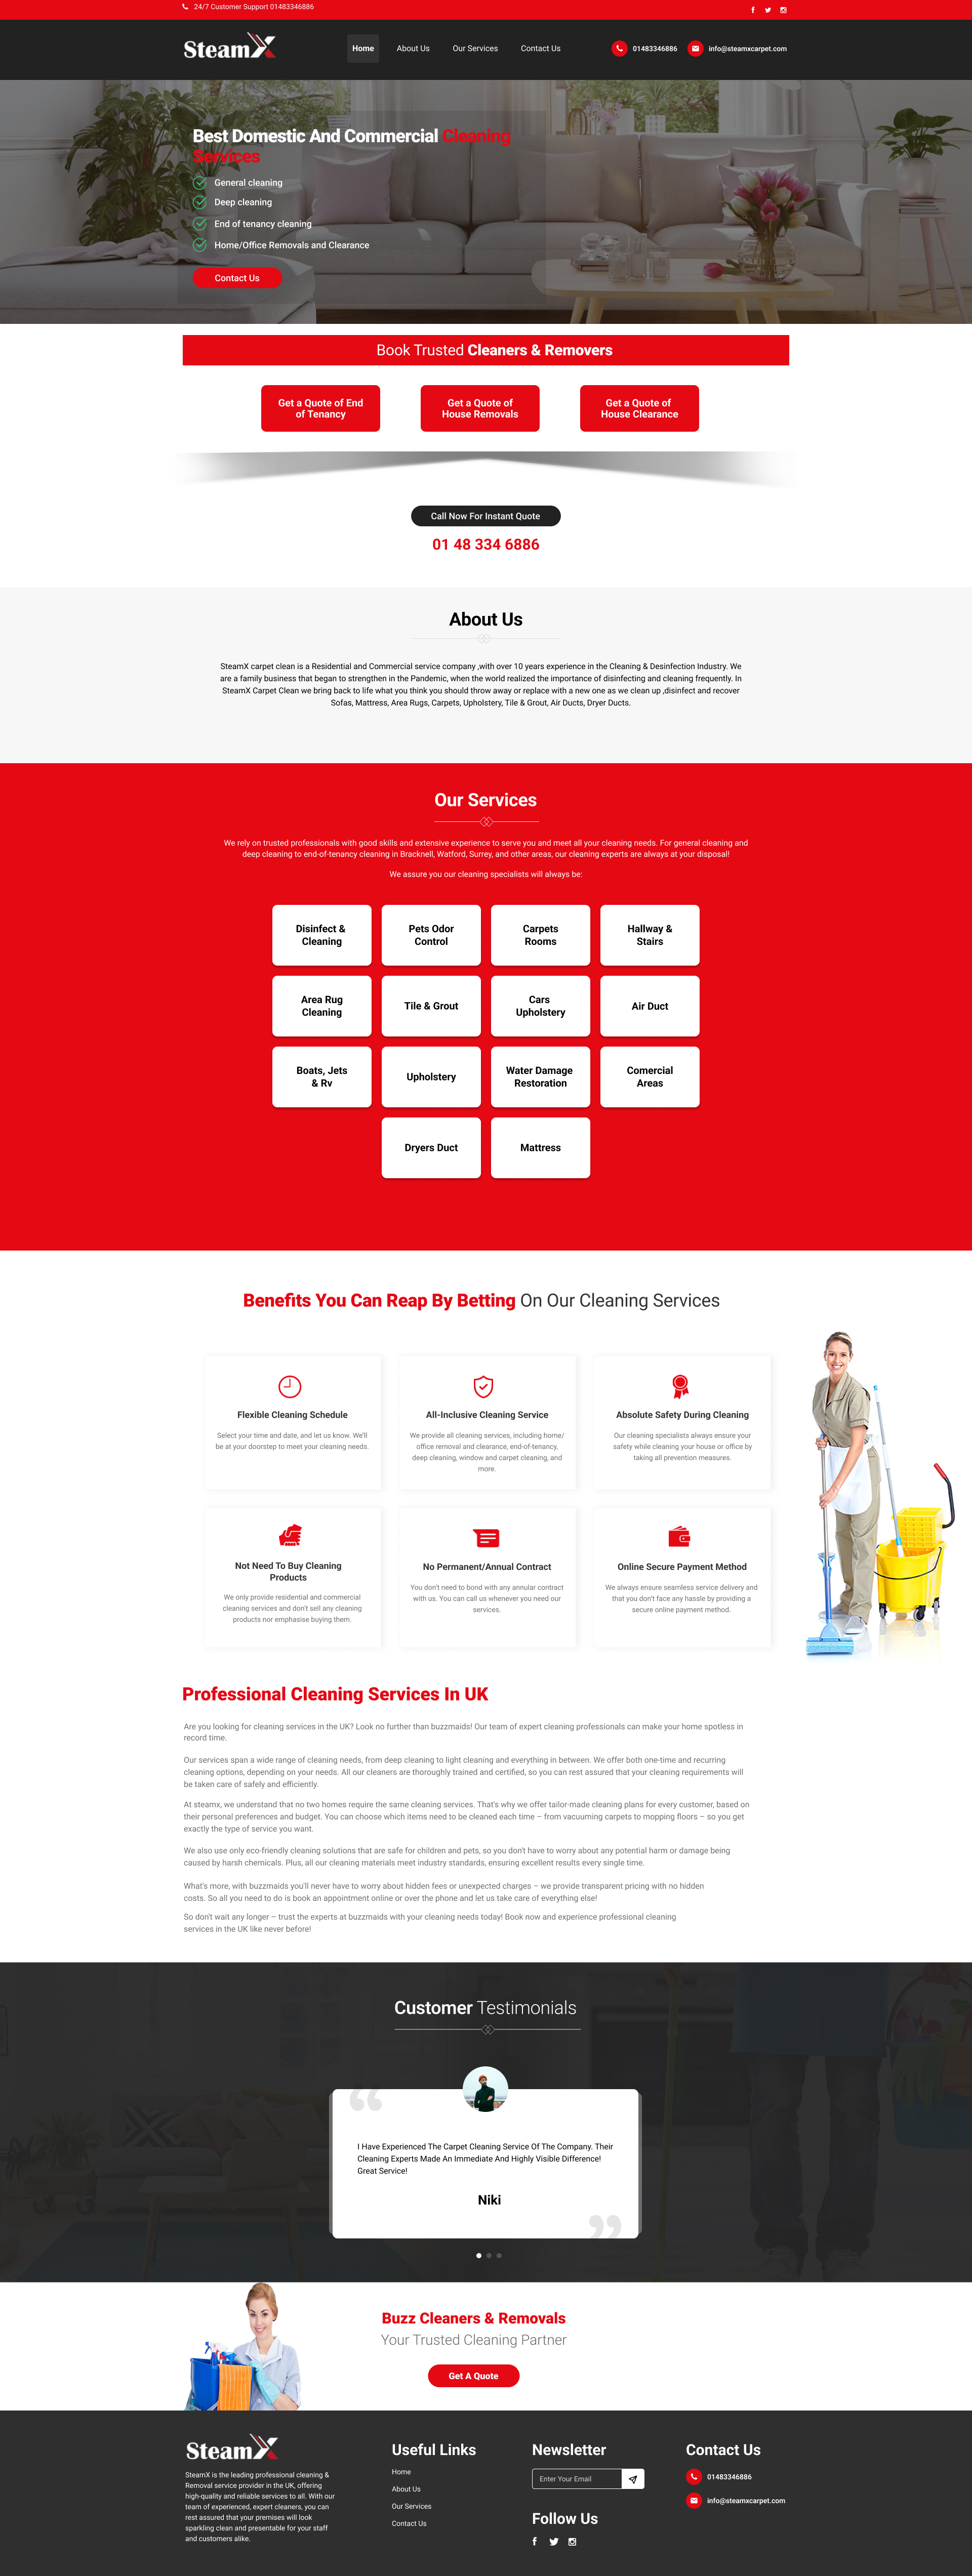 24/7 Customer Support 01483346886
SteamX
Home
About Us
Our Services
Contact Us
01483346886
info@steamxcarpet.com
Best Domestic And Commercial Cleaning
Services
General cleaning
Deep cleaning
End of tenancy cleaning
Home/Office Removals and Clearance
Contact Us
Book Trusted Cleaners & Removers
Get a Quote of End
of Tenancy
Get a Quote of
House Removals
Get a Quote of
House Clearance
Call Now For Instant Quote
01 48 334 6886
About Us
SteamX carpet clean is a Residential and Commercial service company ,with over 10 years experience in the Cleaning & Desinfection Industry. We
are a family business that began to strengthen in the Pandemic, when the world realized the importance of disinfecting and cleaning frequently. In
SteamX Carpet Clean we bring back to life what you think you should throw away or replace with a new one as we clean up ,disinfect and recover
Sofas, Mattress, Area Rugs, Carpets, Upholstery, Tile & Grout, Air Ducts, Dryer Ducts.
Our Services
We rely on trusted professionals with good skills and extensive experience to serve you and meet all your cleaning needs. For general cleaning and
deep cleaning to end-of-tenancy cleaning in Bracknell, Watford, Surrey, and other areas, our cleaning experts are always at your disposal!
We assure you our cleaning specialists will always be:
Disinfect &
Cleaning
Pets Odor
Control
Carpets
Rooms
Hallway &
Stairs
Area Rug
Cleaning
Tile & Grout
Cars
Upholstery
Air Duct
Boats, Jets
& Rv
Upholstery
Water Damage
Restoration
Comercial
Areas
Dryers Duct
Mattress
Benefits You Can Reap By Betting On Our Cleaning Services
Flexible Cleaning Schedule
Select your time and date, and let us know. We'll
be at your doorstep to meet your cleaning needs.
All-Inclusive Cleaning Service
We provide all cleaning services, including home/
office removal and clearance, end-of-tenancy,
deep cleaning, window and carpet cleaning, and
more.
Absolute Safety During Cleaning
Our cleaning specialists always ensure your
safety while cleaning your house or office by
taking all prevention measures.
Not Need To Buy Cleaning
Products
We only provide residential and commercial
cleaning services and don't sell any cleaning
products nor emphasise buying them.
No Permanent/Annual Contract
You don't need to bond with any annular contract
with us. You can call us whenever you need our
services.
Online Secure Payment Method
We always ensure seamless service delivery and
that you don't face any hassle by providing a
secure online payment method.
Professional Cleaning Services In UK
Are you looking for cleaning services in the UK? Look no further than buzzmaids! Our team of expert cleaning professionals can make your home spotless in
record time.
Our services span a wide range of cleaning needs, from deep cleaning to light cleaning and everything in between. We offer both one-time and recurring
cleaning options, depending on your needs. All our cleaners are thoroughly trained and certified, so you can rest assured that your cleaning requirements will
be taken care of safely and efficiently.
At steamx, we understand that no two homes require the same cleaning services. That's why we offer tailor-made cleaning plans for every customer, based on
their personal preferences and budget. You can choose which items need to be cleaned each time – from vacuuming carpets to mopping floors – so you get
exactly the type of service you want.
We also use only eco-friendly cleaning solutions that are safe for children and pets, so you don't have to worry about any potential harm or damage being
caused by harsh chemicals. Plus, all our cleaning materials meet industry standards, ensuring excellent results every single time.
What's more, with buzzmaids you'll never have to worry about hidden fees or unexpected charges – we provide transparent pricing with no hidden
costs. So all you need to do is book an appointment online or over the phone and let us take care of everything else!
So don't wait any longer – trust the experts at buzzmaids with your cleaning needs today! Book now and experience professional cleaning
services in the UK like never before!
Customer Testimonials
I Have Experienced The Carpet Cleaning Service Of The Company. Their
Cleaning Experts Made An Immediate And Highly Visible Difference!
Great Service!
Niki
Buzz Cleaners & Removals
Your Trusted Cleaning Partner
Get A Quote
SteamX
SteamX is the leading professional cleaning &
Removal service provider in the UK, offering
high-quality and reliable services to all. With our
team of experienced, expert cleaners, you can
rest assured that your premises will look
sparkling clean and presentable for your staff
and customers alike.
Useful Links
Home
About Us
Our Services
Contact Us
Newsletter
Enter Your Email
Follow Us
Contact Us
01483346886
info@steamxcarpet.com